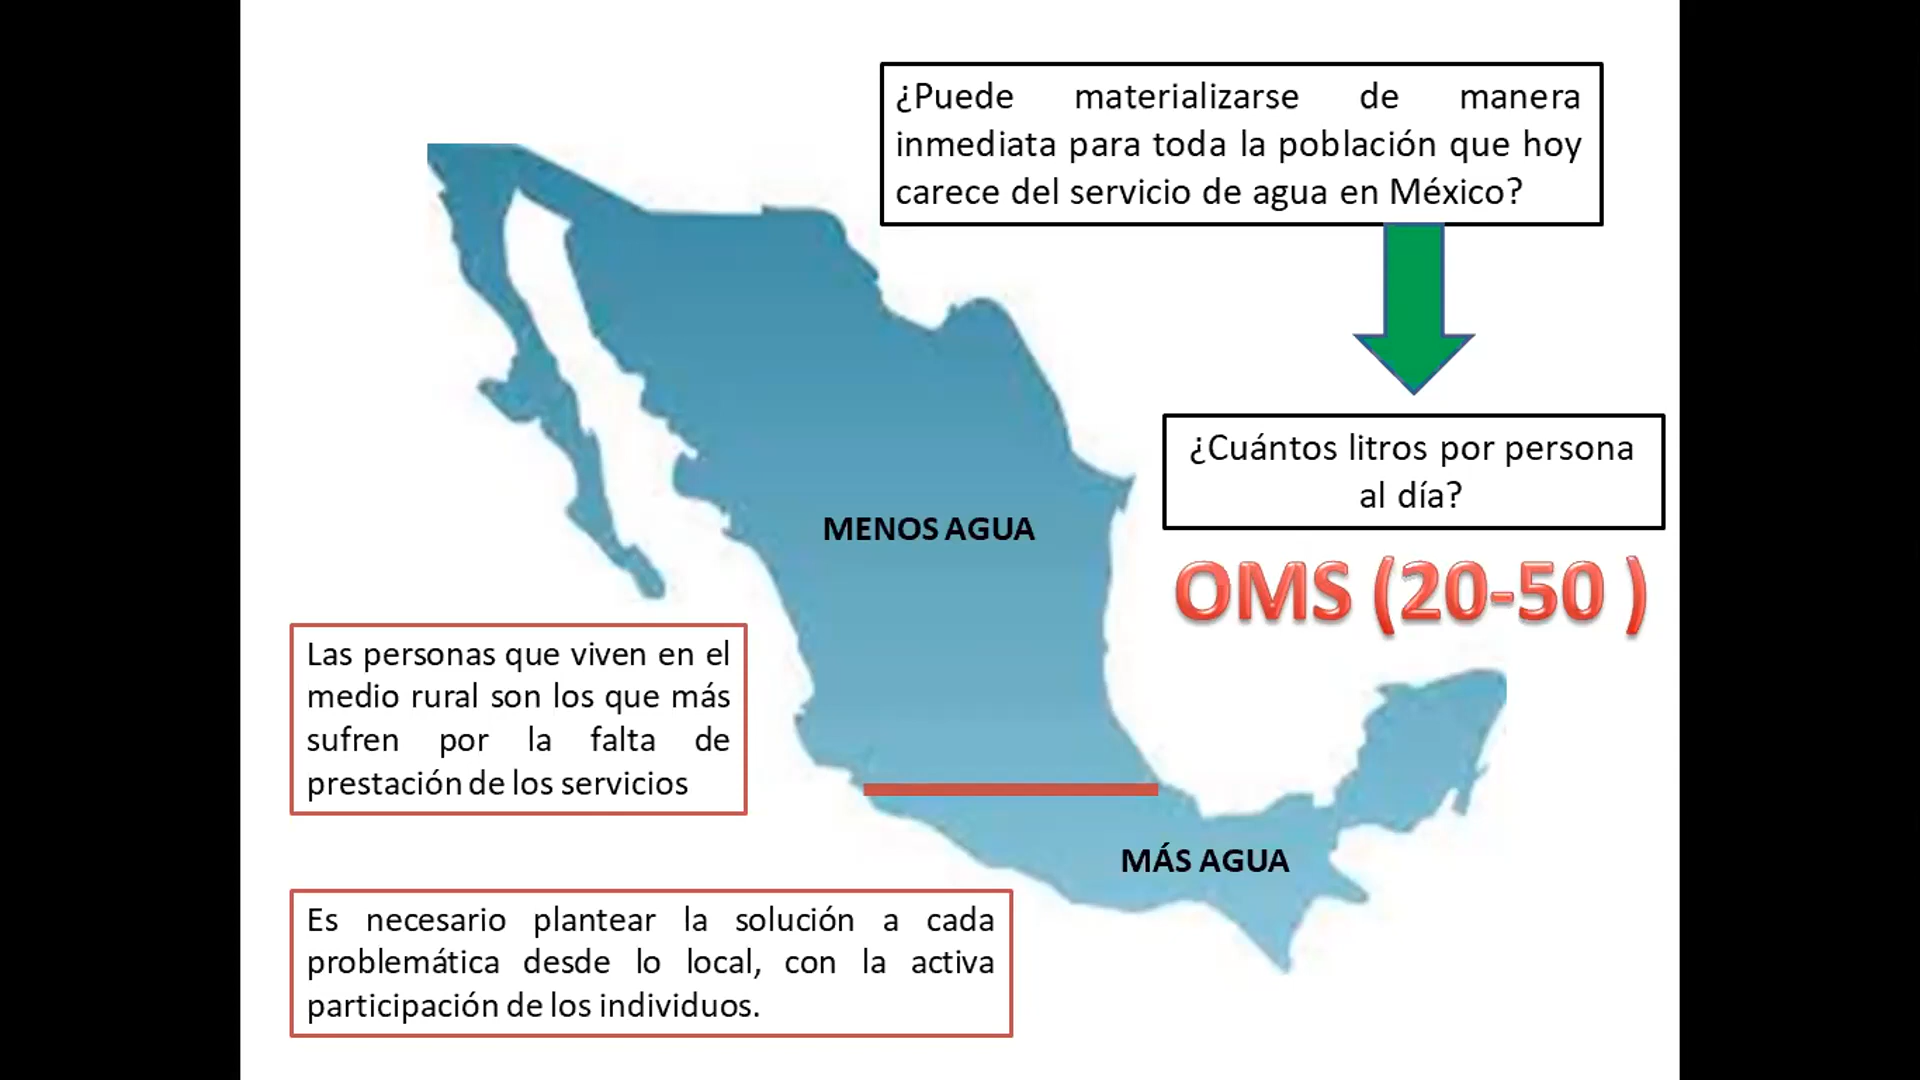 ¿Puede materializarse de manera
inmediata para toda la población que hoy
carece del servicio de agua en México?
¿Cuántos litros por persona
al día?
MENOS AGUA
OMS (20-50 )
Las personas que viven en el
medio rural son los que más
sufren por la falta de
prestación de los servicios
MÁS AGUA
Es necesario plantear la solución a cada
problemática desde lo local, con la activa
participación de los individuos.